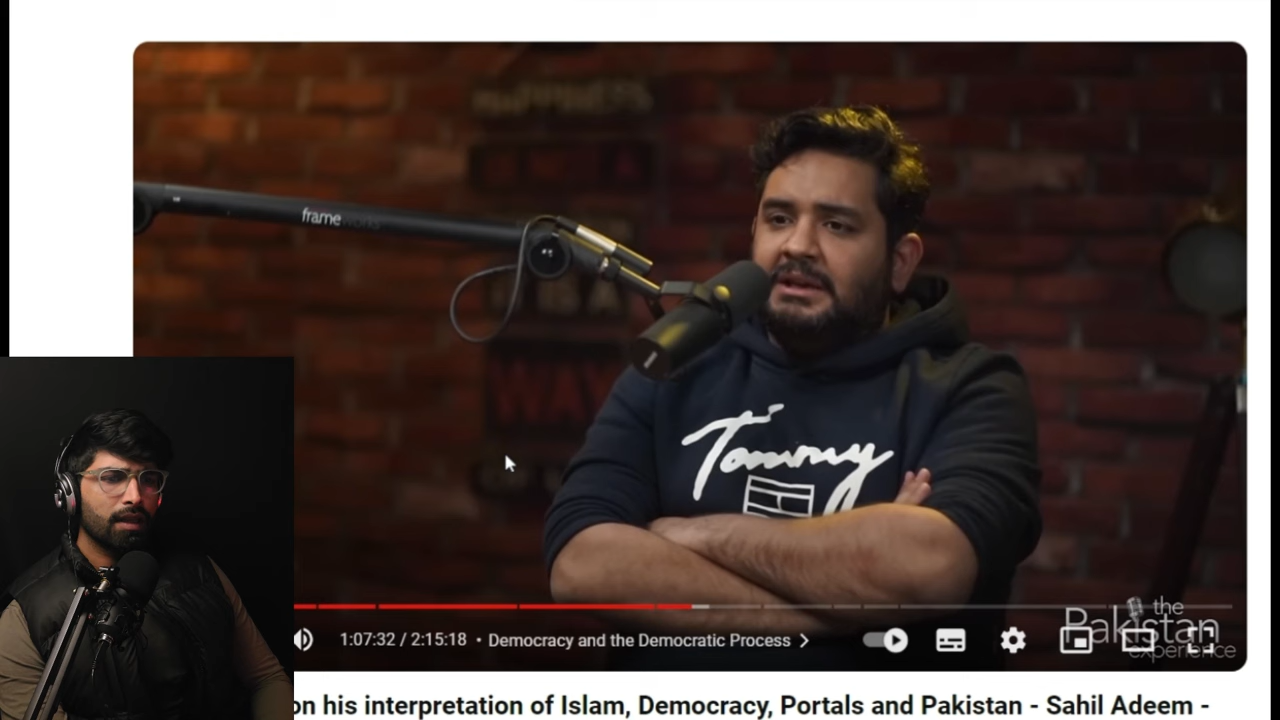 frameworks
Tommy
1:07:32 / 2:15:18 • Democracy and the Democratic Process >
the
Pakistan
experience
on his interpretation of Islam, Democracy, Portals and Pakistan - Sahil Adeem -